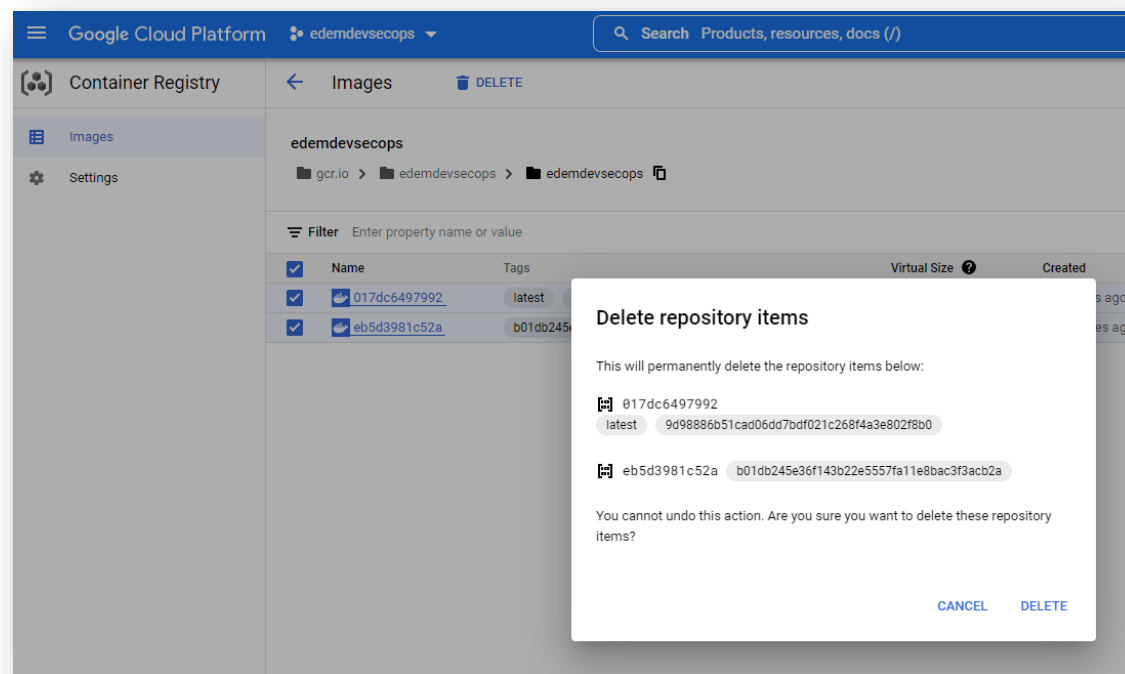 Google Cloud Platform edemdevsecops Search Products, resources, docs (/)
Container Registry
Images DELETE
Images
Settings
edemdevsecops
gcr.io > edemdevsecops > edemdevsecops
Filter Enter property name or value
Name Tags Virtual Size ? Created
017dc6497992 latest ago
eb5d3981c52a b01db245e
Delete repository items
This will permanently delete the repository items below:
017dc6497992
latest 9d98886b51cad06dd7bdf021c268f4a3e802f8b0
eb5d3981c52a b01db245e36f143b22e5557fa11e8bac3f3acb2a
You cannot undo this action. Are you sure you want to delete these repository
items?
CANCEL DELETE